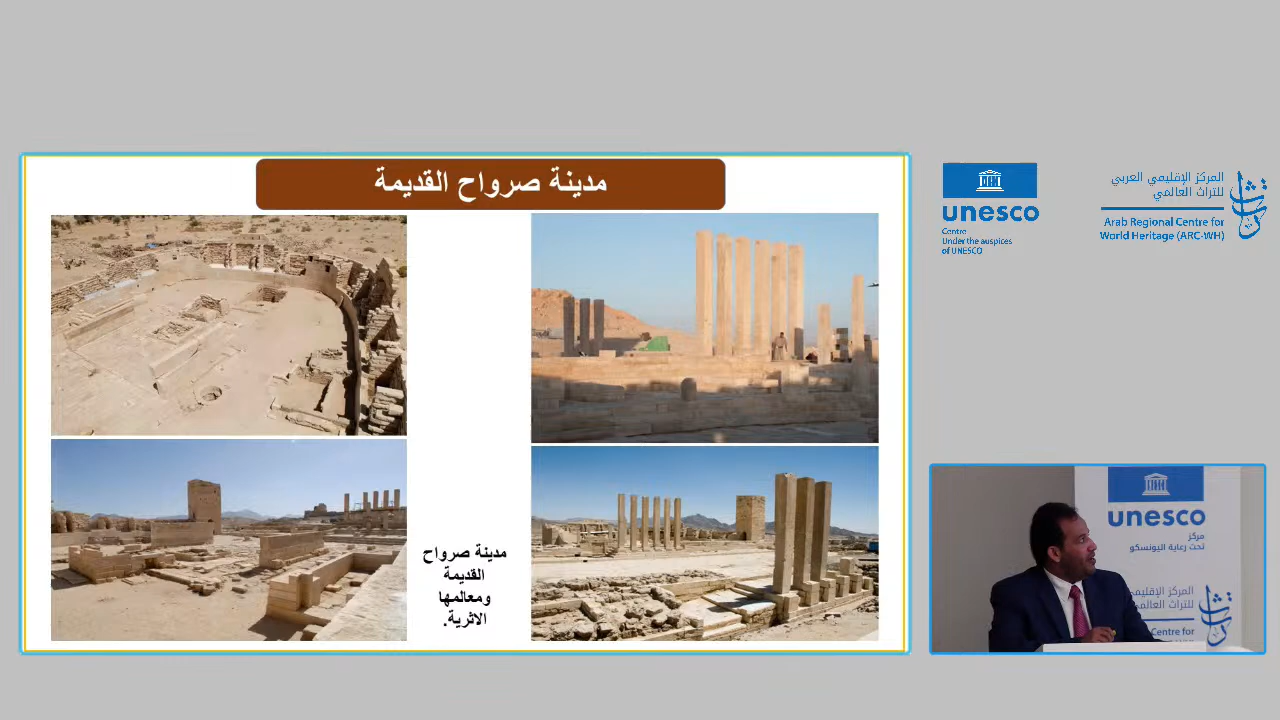 مدينة صرواح القديمة
مدينة صرواح
القديمة
ومعالمها
الاثرية.
unesco
Centre
Under the auspices
of UNESCO
المركز الإقليمي العربي
للتراث العالمي
Arab Regional Centre for
World Heritage (ARC-WH)
unesco
مركز
تحت رعاية اليونسكو
المركز الإقليمي
للتراث العالمي
Centre for